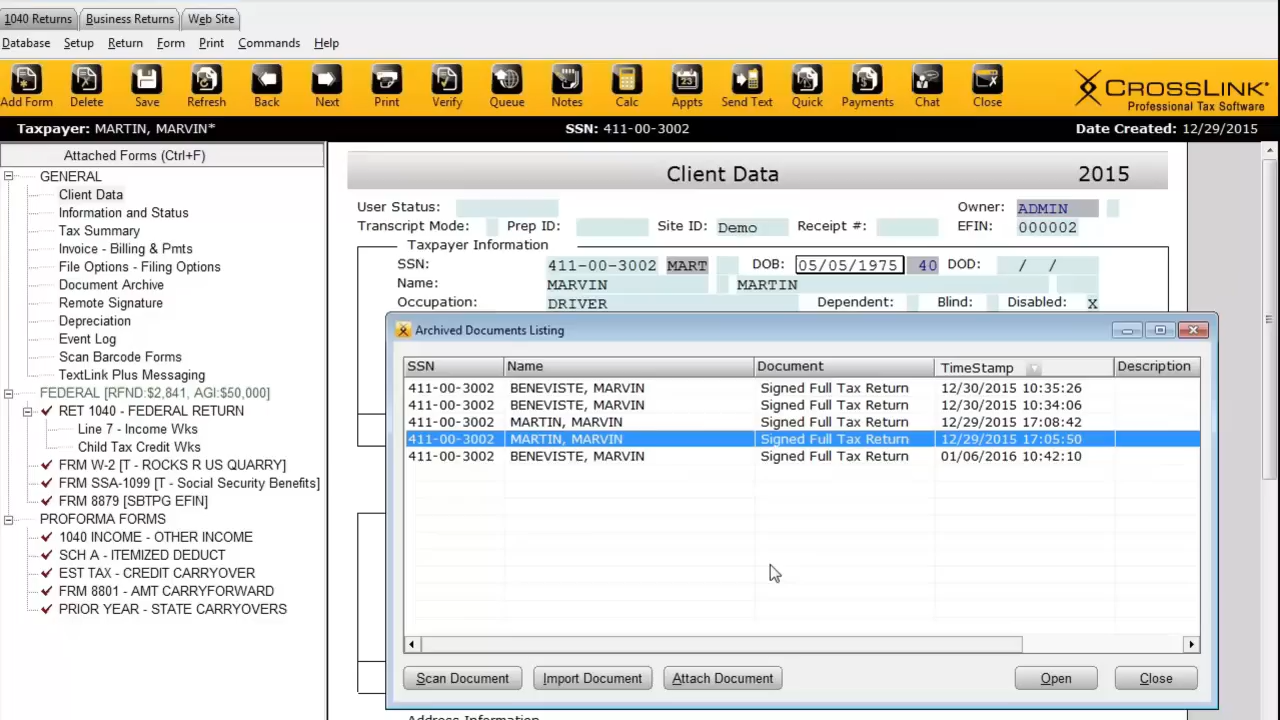 1040 Returns Business Returns Web Site
Database Setup Return Form Print Commands Help
Add Form Delete Save Refresh Back Next Print Verify Queue Notes Calc Appts Send Text Quick Payments Chat Close
CROSSLINK
Professional Tax Software
Taxpayer: MARTIN, MARVIN* SSN: 411-00-3002 Date Created: 12/29/2015
Attached Forms (Ctrl+F)
GENERAL
Client Data
Information and Status
Tax Summary
Invoice - Billing & Pmts
File Options - Filing Options
Document Archive
Remote Signature
Depreciation
Event Log
Scan Barcode Forms
TextLink Plus Messaging
FEDERAL [RFND:$2,841, AGI:$50,000]
RET 1040 - FEDERAL RETURN
Line 7 - Income Wks
Child Tax Credit Wks
FRM W-2 [T - ROCKS R US QUARRY]
FRM SSA-1099 [T - Social Security Benefits]
FRM 8879 [SBTPG EFIN]
PROFORMA FORMS
1040 INCOME - OTHER INCOME
SCH A - ITEMIZED DEDUCT
EST TAX - CREDIT CARRYOVER
FRM 8801 - AMT CARRYFORWARD
PRIOR YEAR - STATE CARRYOVERS
Client Data 2015
User Status: Owner: ADMIN
Transcript Mode: Prep ID: Site ID: Demo Receipt #: EFIN: 000002
Taxpayer Information
SSN: 411-00-3002 MART DOB: 05/05/1975 40 DOD: / /
Name: MARVIN MARTIN
Occupation: DRIVER Dependent: Blind: Disabled: X
Archived Documents Listing
SSN Name Document TimeStamp Description
411-00-3002 BENEVISTE, MARVIN Signed Full Tax Return 12/30/2015 10:35:26
411-00-3002 BENEVISTE, MARVIN Signed Full Tax Return 12/30/2015 10:34:06
411-00-3002 MARTIN, MARVIN Signed Full Tax Return 12/29/2015 17:08:42
411-00-3002 MARTIN, MARVIN Signed Full Tax Return 12/29/2015 17:05:50
411-00-3002 BENEVISTE, MARVIN Signed Full Tax Return 01/06/2016 10:42:10
Scan Document Import Document Attach Document Open Close
Address Information